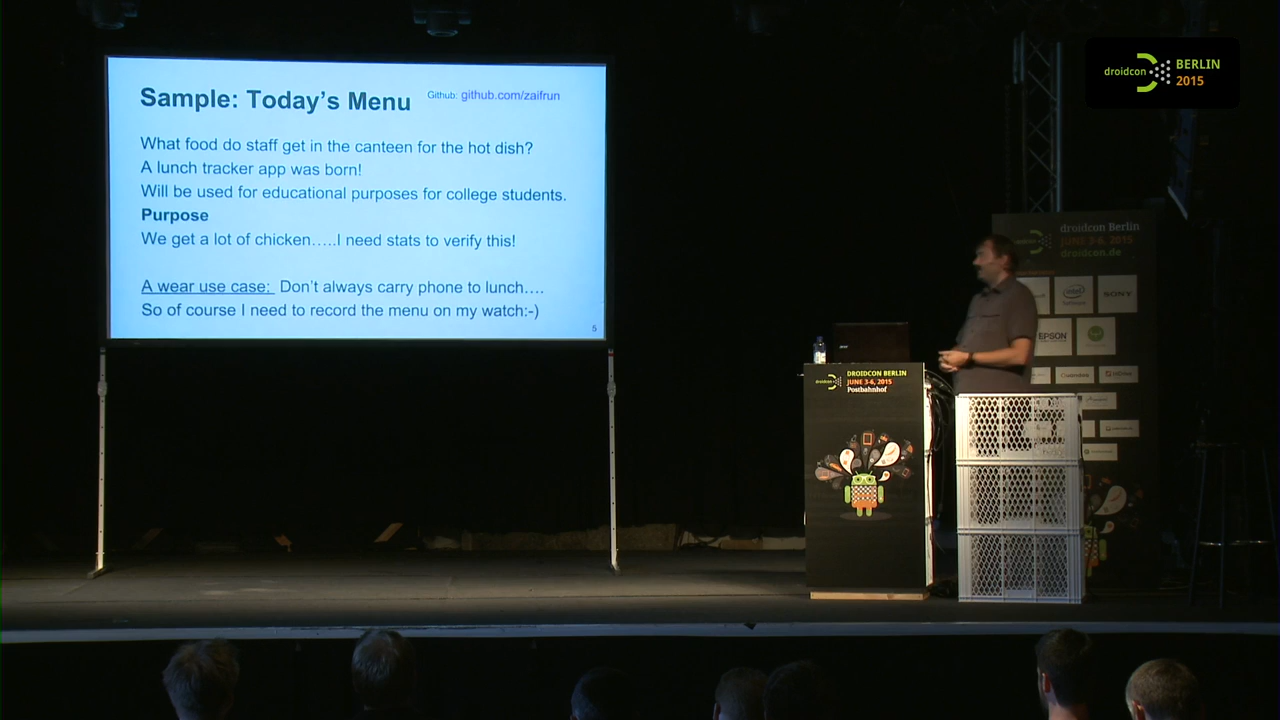 Sample: Today's Menu
Github: github.com/zaifrun
What food do staff get in the canteen for the hot dish?
A lunch tracker app was born!
Will be used for educational purposes for college students.
Purpose
We get a lot of chicken…..I need stats to verify this!
A wear use case: Don't always carry phone to lunch….
So of course I need to record the menu on my watch:-)
5
droidcon
BERLIN
2015
droidcon Berlin
JUNE 3-6, 2015
droidcon.de
intel
SONY
EPSON
droidcon
DROIDCON BERLIN
JUNE 3-6, 2015
Postbahnhof